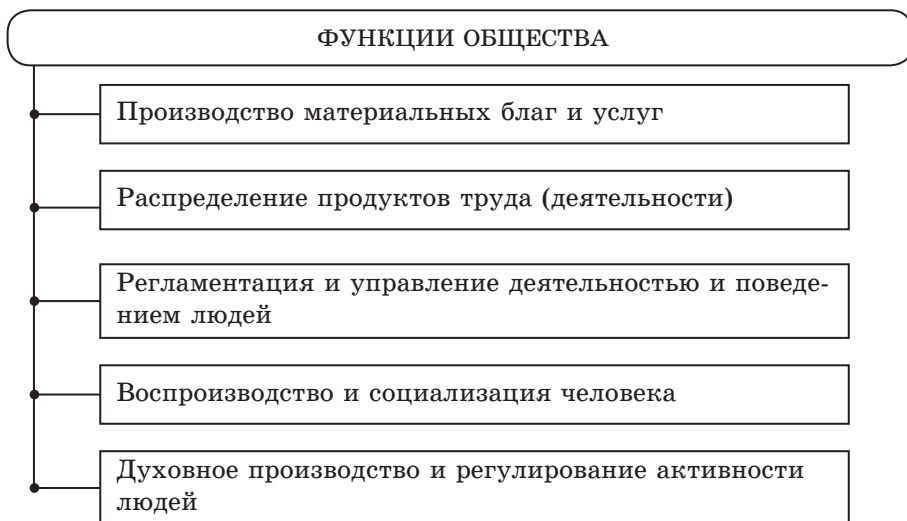 ФУНКЦИИ ОБЩЕСТВА
Производство материальных благ и услуг
Распределение продуктов труда (деятельности)
Регламентация и управление деятельностью и поведе-
нием людей
Воспроизводство и социализация человека
Духовное производство и регулирование активности
людей